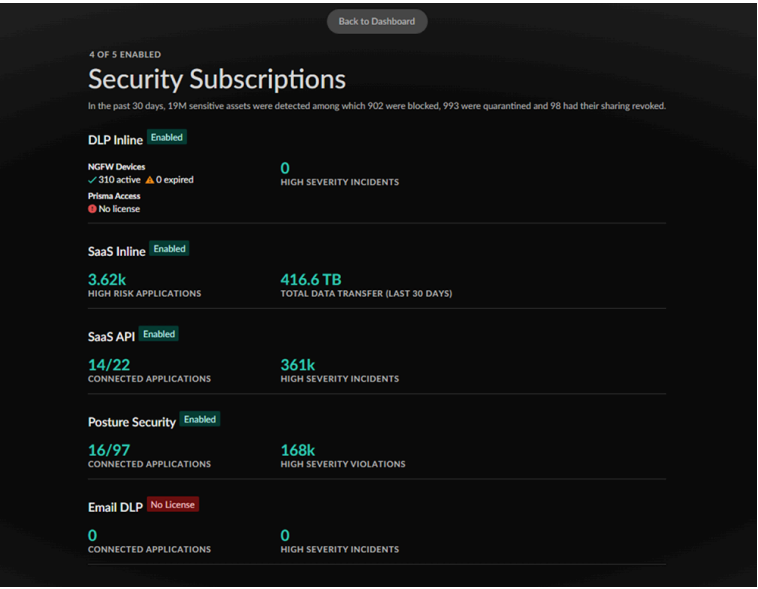 Back to Dashboard
4 OF 5 ENABLED
Security Subscriptions
In the past 30 days, 19M sensitive assets were detected among which 902 were blocked, 993 were quarantined and 98 had their sharing revoked.
DLP Inline Enabled
NGFW Devices
310 active 0 expired
Prisma Access
No license
0
HIGH SEVERITY INCIDENTS
SaaS Inline Enabled
3.62k
HIGH RISK APPLICATIONS
416.6 TB
TOTAL DATA TRANSFER (LAST 30 DAYS)
SaaS API Enabled
14/22
CONNECTED APPLICATIONS
361k
HIGH SEVERITY INCIDENTS
Posture Security Enabled
16/97
CONNECTED APPLICATIONS
168k
HIGH SEVERITY VIOLATIONS
Email DLP No License
0
CONNECTED APPLICATIONS
0
HIGH SEVERITY INCIDENTS